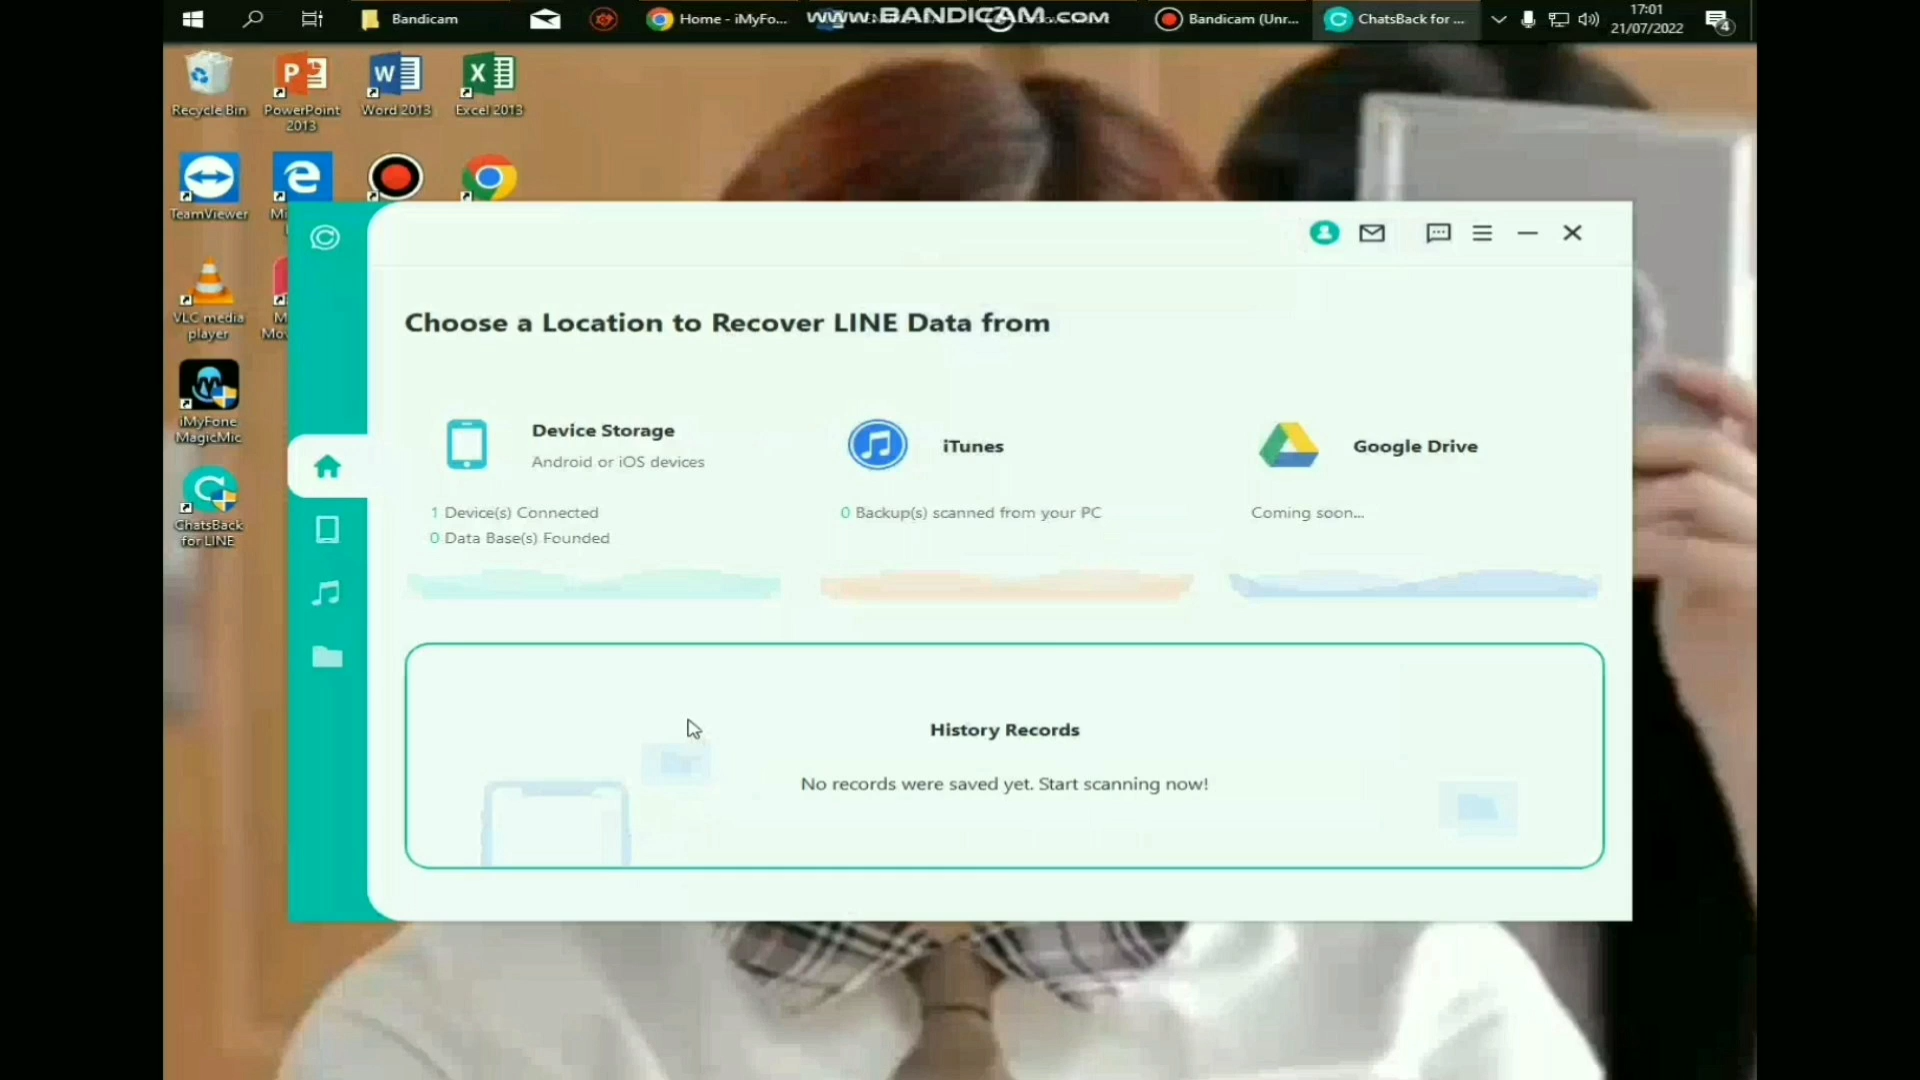 Bandicam
Home - iMyFo...
www.BANDICAM.com
Bandicam (Unr...
ChatsBack for ...
17:01
21/07/2022
4
Recycle Bin
PowerPoint
2013
Word 2013
Excel 2013
TeamViewer
VLC media
player
iMyFone
MagicMic
ChatsBack
for LINE
Choose a Location to Recover LINE Data from
Device Storage
Android or iOS devices
1 Device(s) Connected
0 Data Base(s) Founded
iTunes
0 Backup(s) scanned from your PC
Google Drive
Coming soon...
History Records
No records were saved yet. Start scanning now!